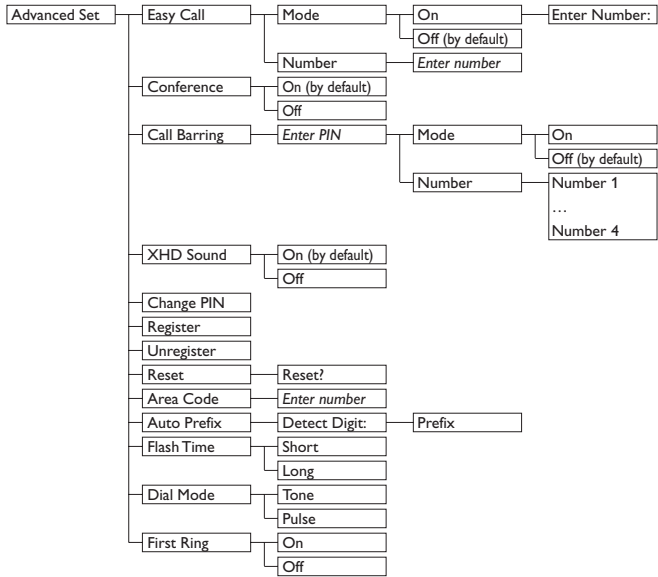 Advanced Set Easy Call Mode On Enter Number:
Off (by default)
Number Enter number
Conference On (by default)
Off
Call Barring Enter PIN Mode On
Off (by default)
Number Number 1
…
Number 4
XHD Sound On (by default)
Off
Change PIN
Register
Unregister
Reset Reset?
Area Code Enter number
Auto Prefix Detect Digit: Prefix
Flash Time Short
Long
Dial Mode Tone
Pulse
First Ring On
Off